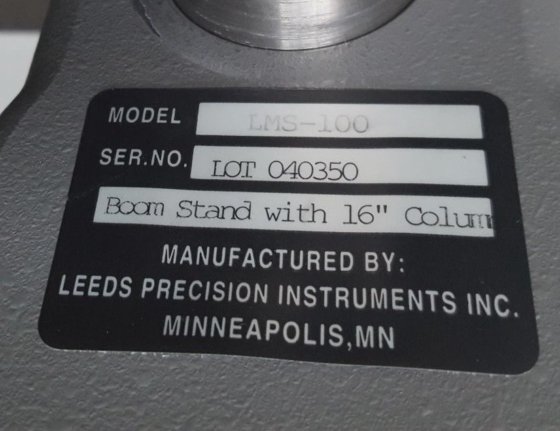 MODEL LMS-100
SER.NO. LOT 040350
Boom Stand with 16" Colum
MANUFACTURED BY:
LEEDS PRECISION INSTRUMENTS INC.
MINNEAPOLIS,MN